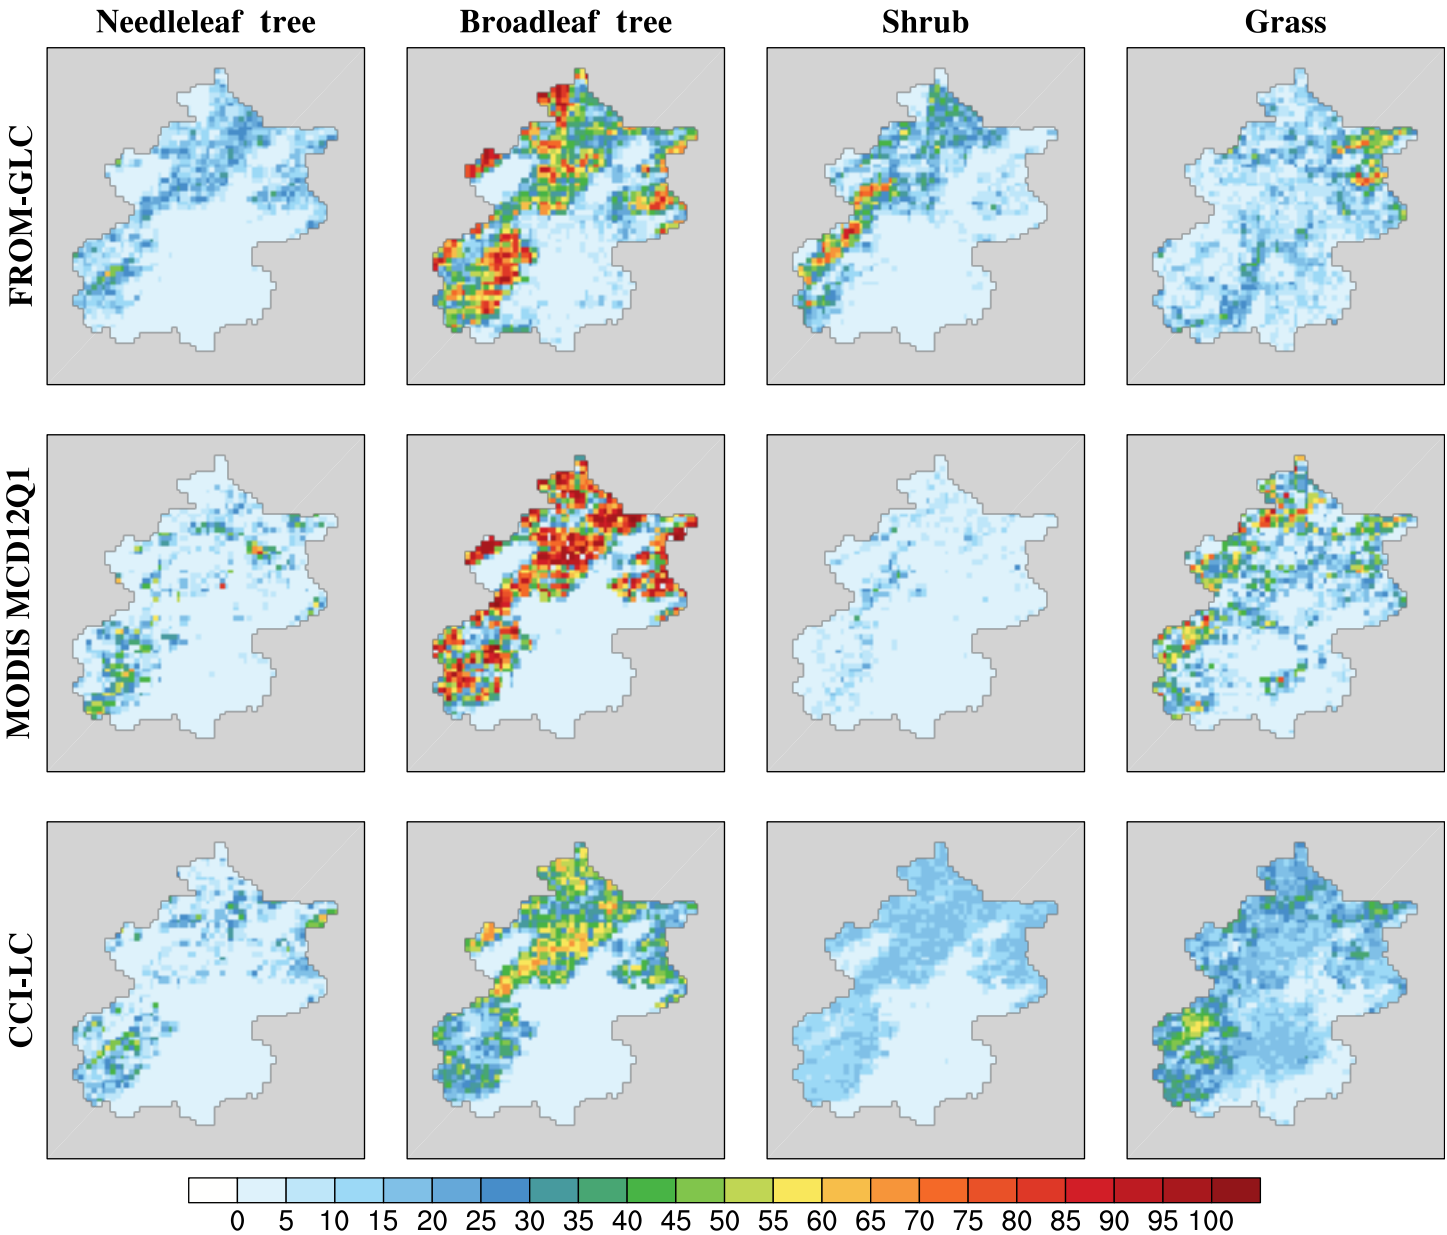 Needleleaf tree Broadleaf tree Shrub Grass
FROM-GLC
MODIS MCD12Q1
CCI-LC
0 5 10 15 20 25 30 35 40 45 50 55 60 65 70 75 80 85 90 95 100